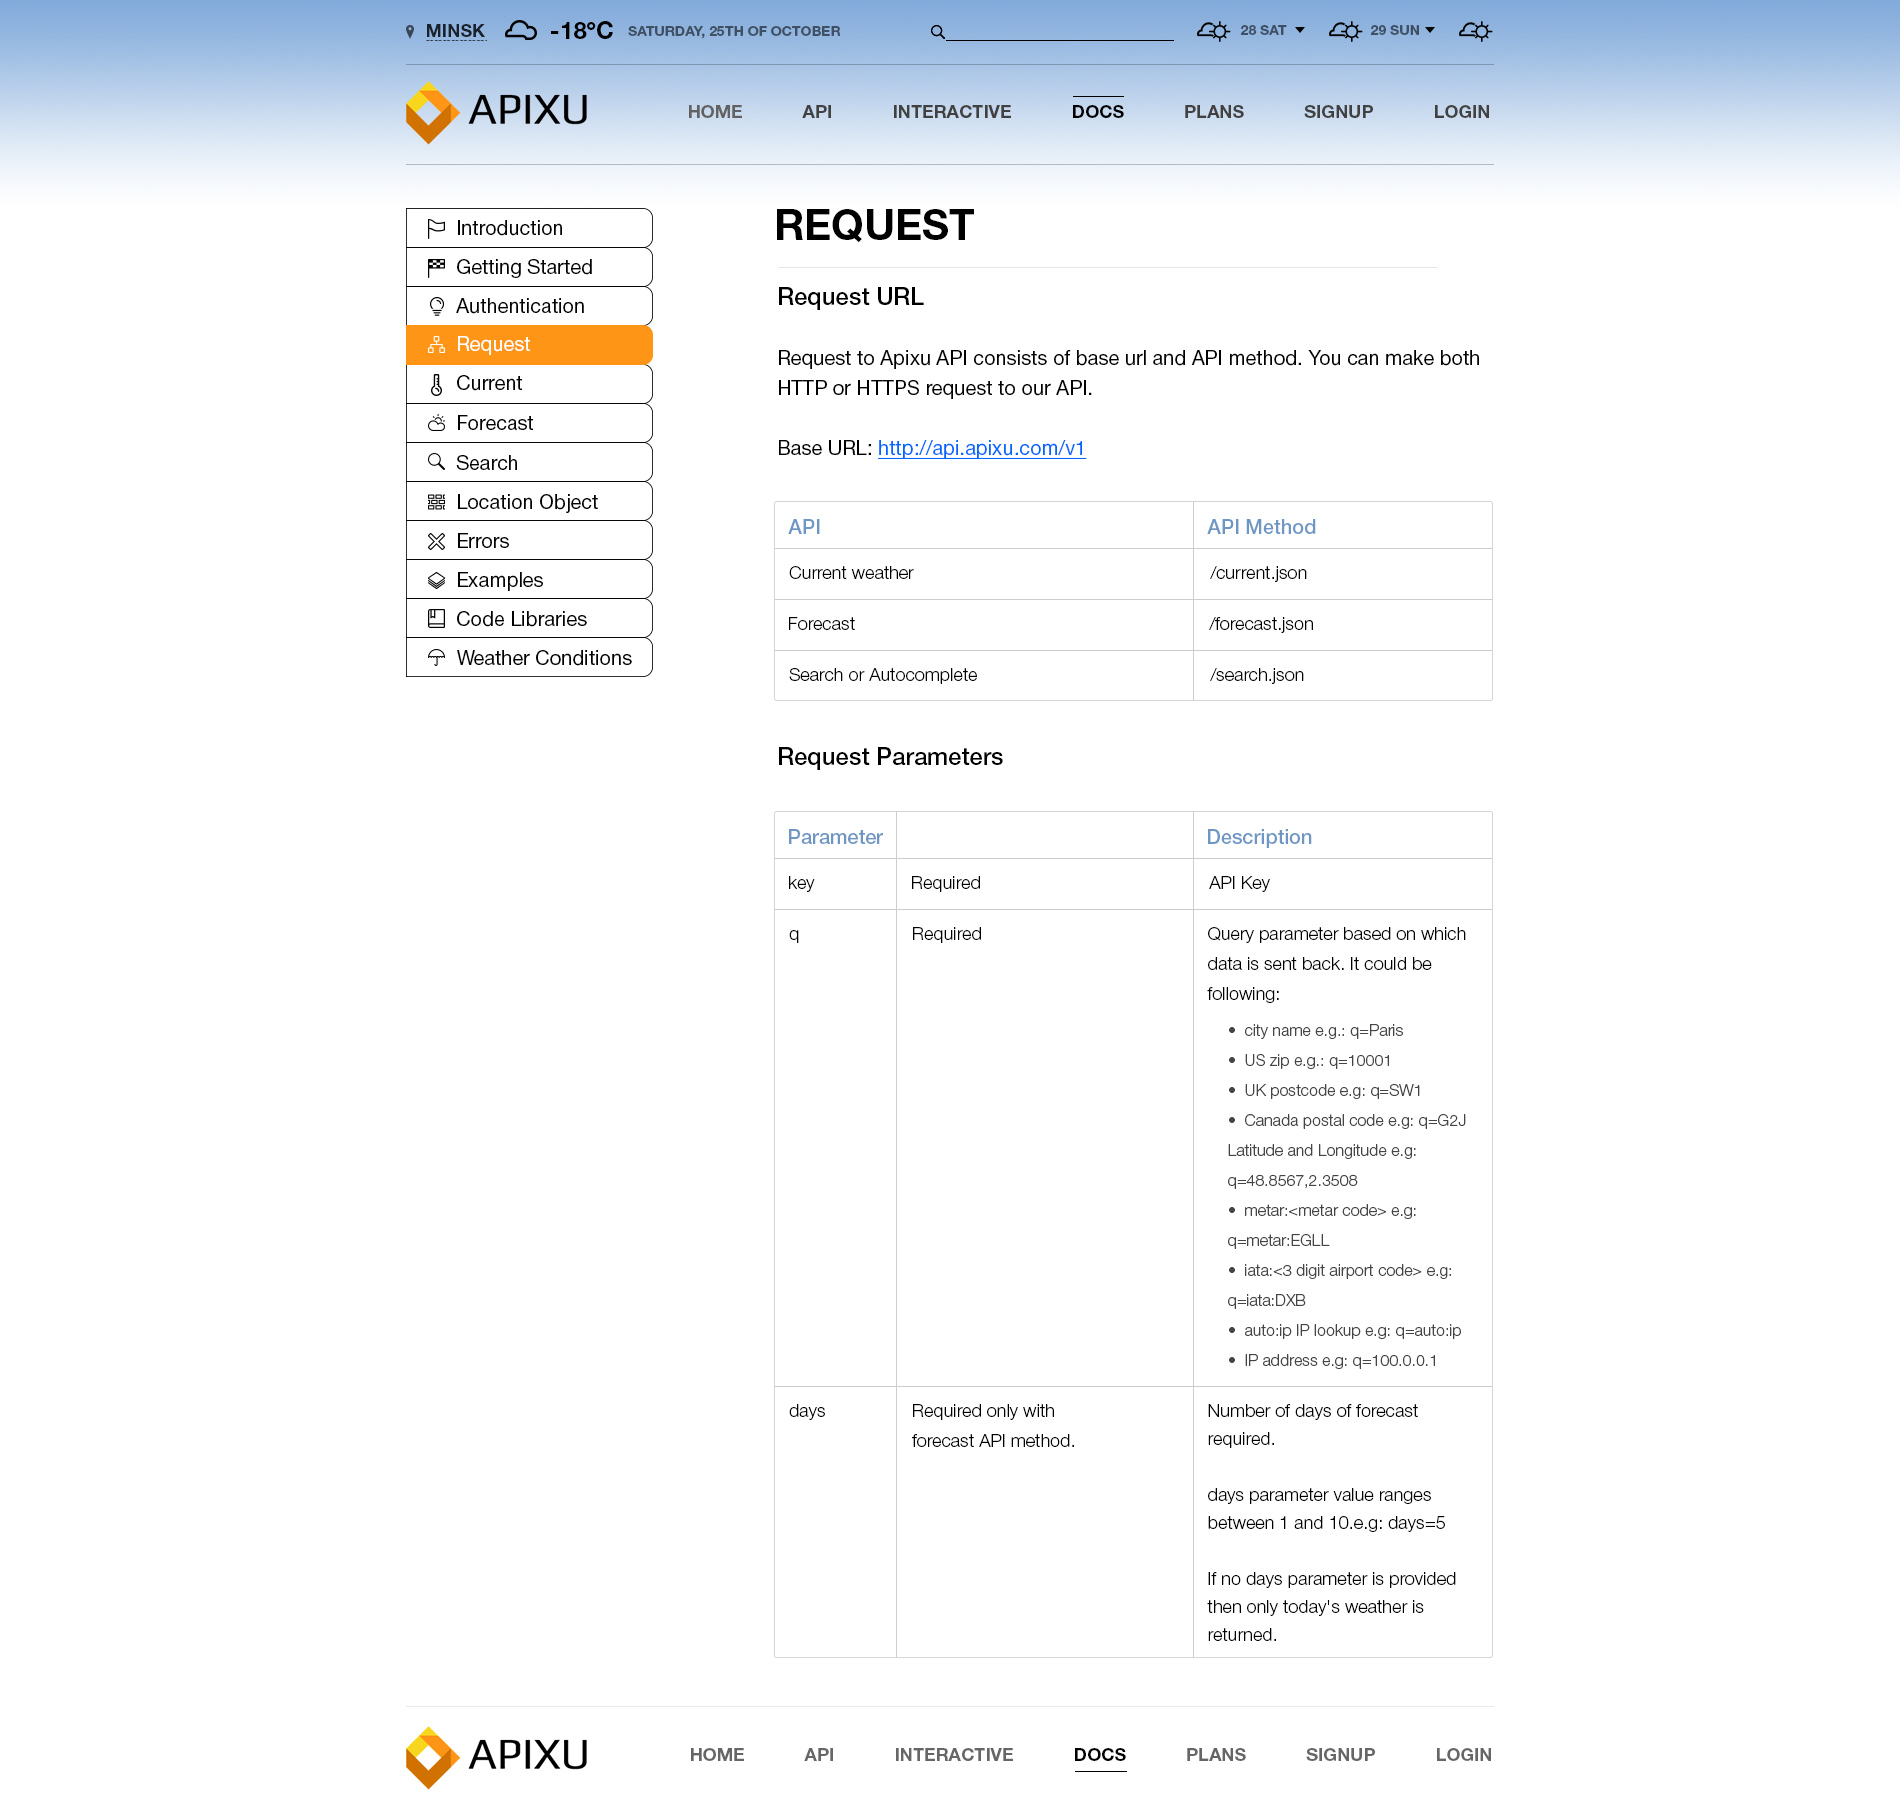 MINSK -18°C SATURDAY, 25TH OF OCTOBER 28 SAT 29 SUN
APIXU HOME API INTERACTIVE DOCS PLANS SIGNUP LOGIN
Introduction
Getting Started
Authentication
Request
Current
Forecast
Search
Location Object
Errors
Examples
Code Libraries
Weather Conditions
REQUEST
Request URL
Request to Apixu API consists of base url and API method. You can make both
HTTP or HTTPS request to our API.
Base URL: http://api.apixu.com/v1
API API Method
Current weather /current.json
Forecast /forecast.json
Search or Autocomplete /search.json
Request Parameters
Parameter Description
key Required API Key
q Required Query parameter based on which
data is sent back. It could be
following:
• city name e.g.: q=Paris
• US zip e.g.: q=10001
• UK postcode e.g: q=SW1
• Canada postal code e.g: q=G2J
Latitude and Longitude e.g:
q=48.8567,2.3508
• metar:<metar code> e.g:
q=metar:EGLL
• iata:<3 digit airport code> e.g:
q=iata:DXB
• auto:ip IP lookup e.g: q=auto:ip
• IP address e.g: q=100.0.0.1
days Required only with Number of days of forecast
forecast API method. required.
days parameter value ranges
between 1 and 10.e.g: days=5
If no days parameter is provided
then only today's weather is
returned.
APIXU HOME API INTERACTIVE DOCS PLANS SIGNUP LOGIN